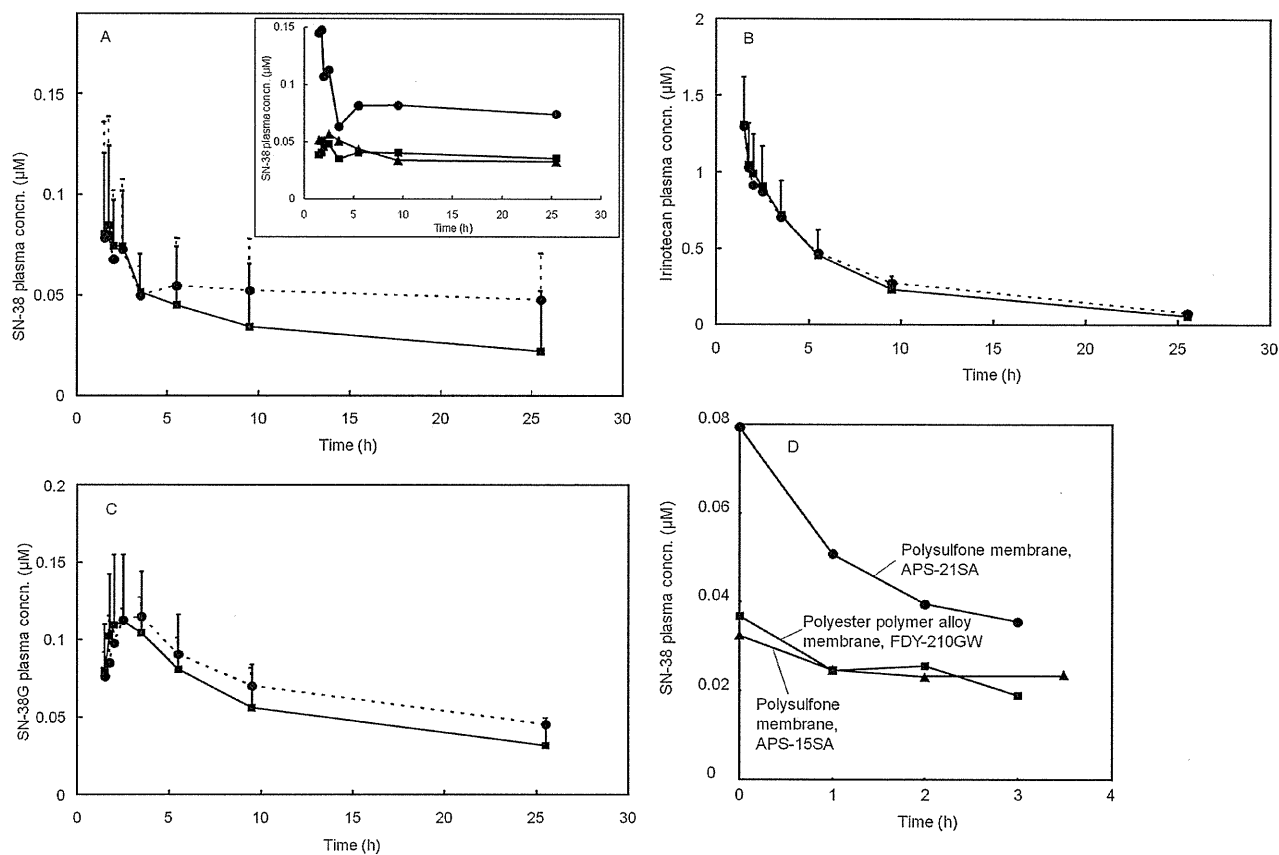 A
SN-38 plasma concn. (µM)
0.15
0.1
0.05
0
0 5 10 15 20 25 30
Time (h)
SN-38 plasma concn. (µM)
0.15
0.1
0.05
0
0 5 10 15 20 25 30
Time (h)
B
Irinotecan plasma concn. (µM)
2
1.5
1
0.5
0
0 5 10 15 20 25 30
Time (h)
C
SN-38G plasma concn. (µM)
0.2
0.15
0.1
0.05
0
0 5 10 15 20 25 30
Time (h)
D
SN-38 plasma concn. (µM)
0.08
0.06
0.04
0.02
0
Polysulfone membrane,
APS-21SA
Polyester polymer alloy
membrane, FDY-210GW
Polysulfone
membrane,
APS-15SA
0 1 2 3 4
Time (h)